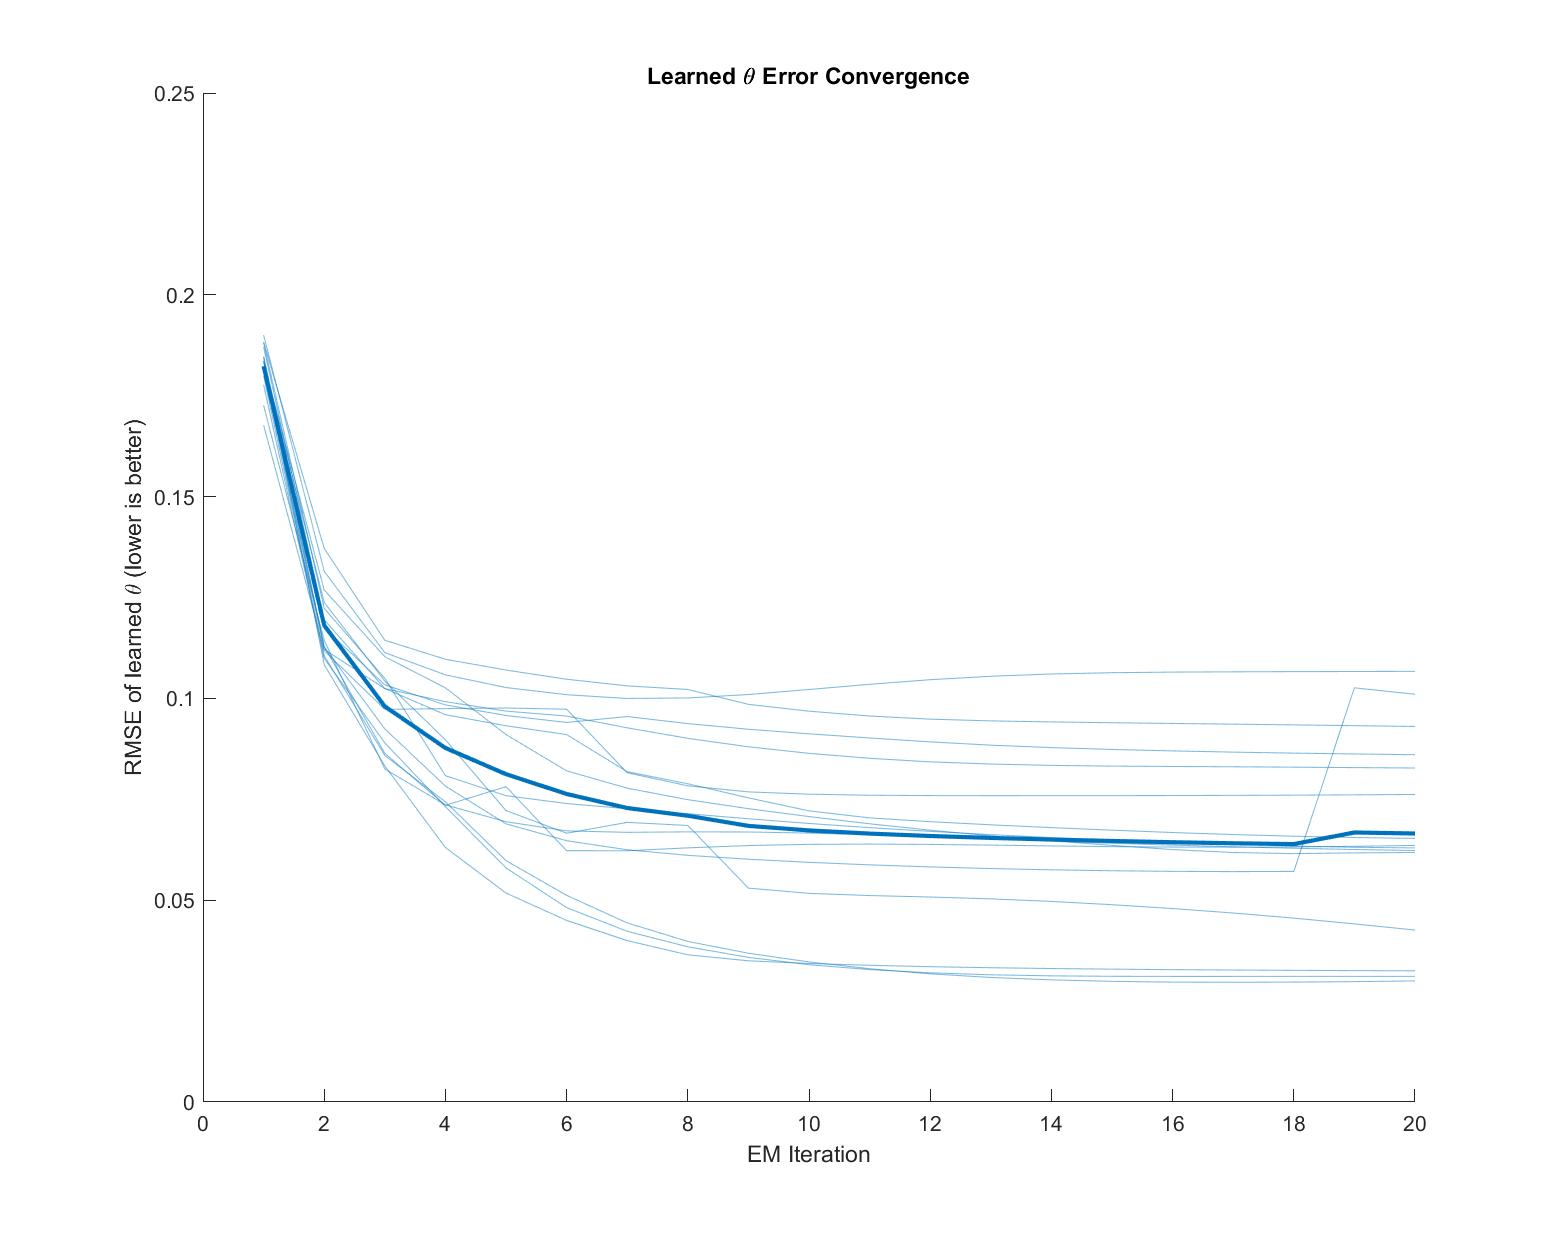 Learned θ Error Convergence
0.25
0.2
0.15
0.1
0.05
0
RMSE of learned θ (lower is better)
0 2 4 6 8 10 12 14 16 18 20
EM Iteration